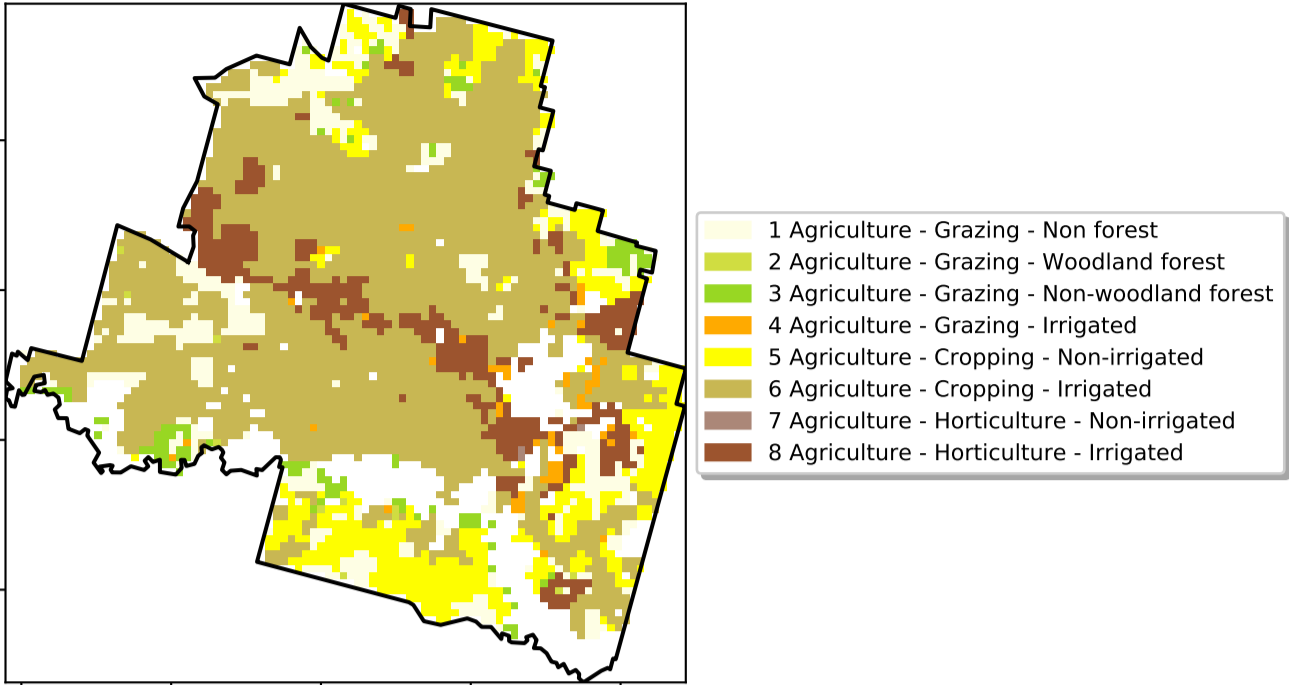 1 Agriculture - Grazing - Non forest
2 Agriculture - Grazing - Woodland forest
3 Agriculture - Grazing - Non-woodland forest
4 Agriculture - Grazing - Irrigated
5 Agriculture - Cropping - Non-irrigated
6 Agriculture - Cropping - Irrigated
7 Agriculture - Horticulture - Non-irrigated
8 Agriculture - Horticulture - Irrigated